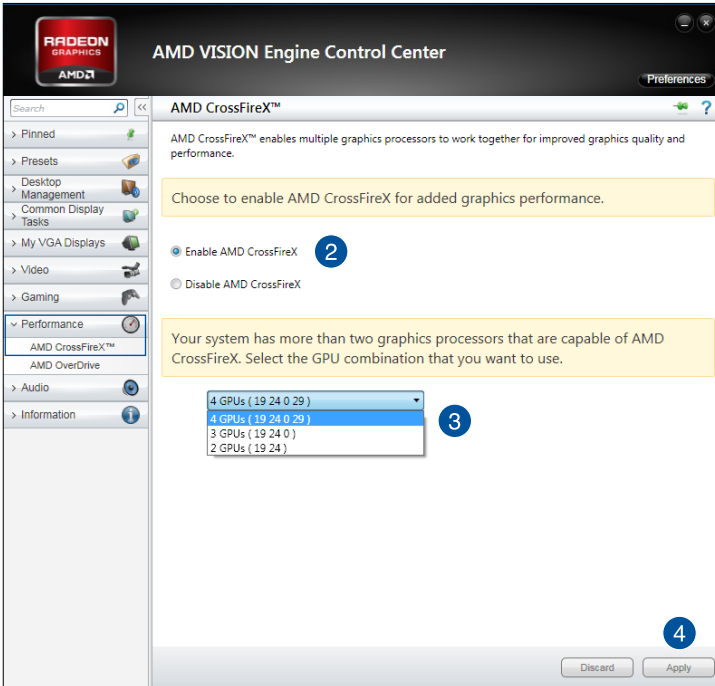 RADEON
GRAPHICS
AMD
AMD VISION Engine Control Center
Preferences
Search
<<
AMD CrossFireX™
?
> Pinned
> Presets
> Desktop
Management
> Common Display
Tasks
> My VGA Displays
> Video
> Gaming
Performance
AMD CrossFireX™
AMD OverDrive
> Audio
> Information
AMD CrossFireX™ enables multiple graphics processors to work together for improved graphics quality and
performance.
Choose to enable AMD CrossFireX for added graphics performance.
Enable AMD CrossFireX 2
Disable AMD CrossFireX
Your system has more than two graphics processors that are capable of AMD
CrossFireX. Select the GPU combination that you want to use.
4 GPUs ( 19 24 0 29 )
4 GPUs ( 19 24 0 29 )
3 GPUs ( 19 24 0 )
2 GPUs ( 19 24 )
3
4
Discard Apply